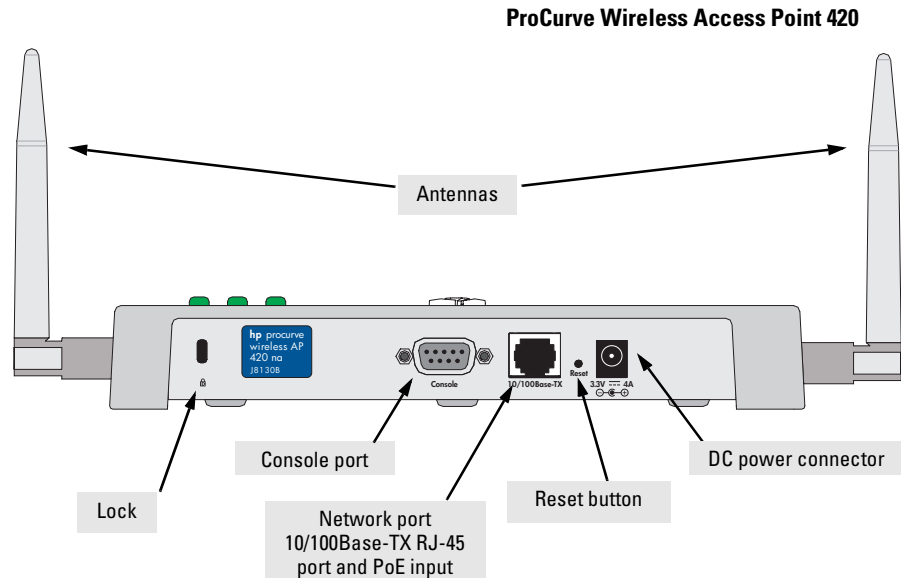 ProCurve Wireless Access Point 420
Antennas
hp procurve
wireless AP
420 na
J8130B
Console
10/100Base-TX
Reset
3.3V 4A
Console port
DC power connector
Lock
Reset button
Network port
10/100Base-TX RJ-45
port and PoE input